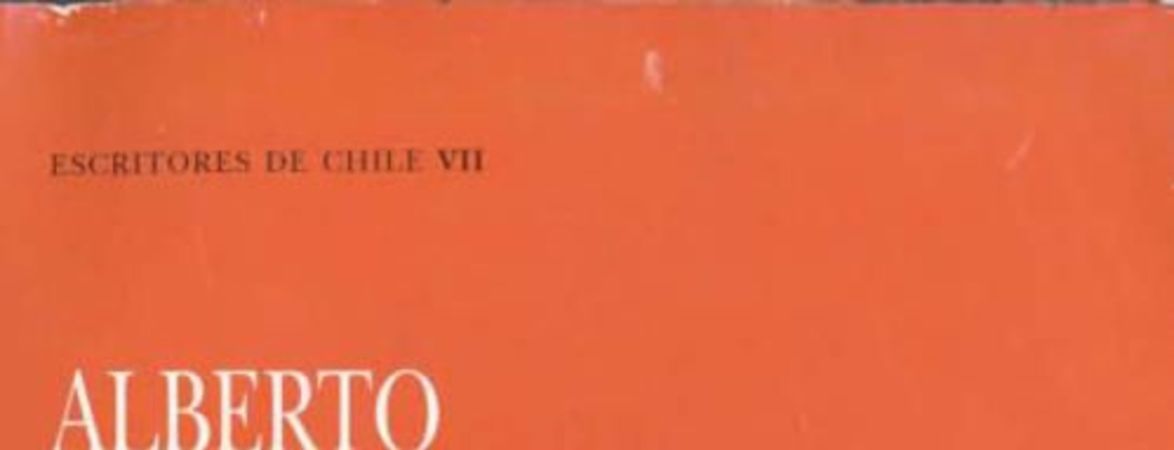 ESCRITORES DE CHILE VII
ALBERTO